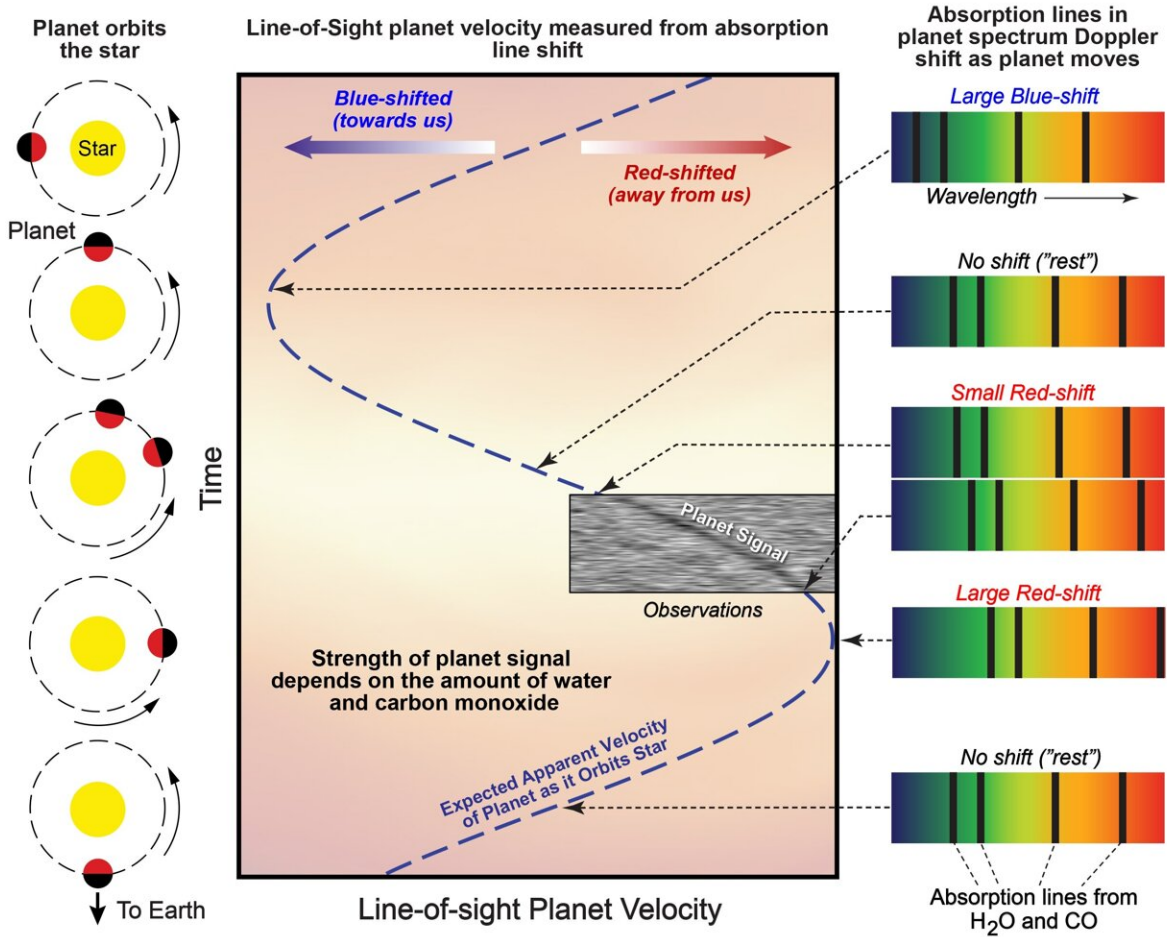 Planet orbits
the star
Line-of-Sight planet velocity measured from absorption
line shift
Absorption lines in
planet spectrum Doppler
shift as planet moves
Star
Planet
Blue-shifted
(towards us)
Red-shifted
(away from us)
Large Blue-shift
Wavelength
No shift ("rest")
Small Red-shift
Time
Planet Signal
Observations
Large Red-shift
Strength of planet signal
depends on the amount of water
and carbon monoxide
Expected Apparent Velocity
of Planet as it Orbits Star
No shift ("rest")
To Earth
Line-of-sight Planet Velocity
Absorption lines from
H₂O and CO